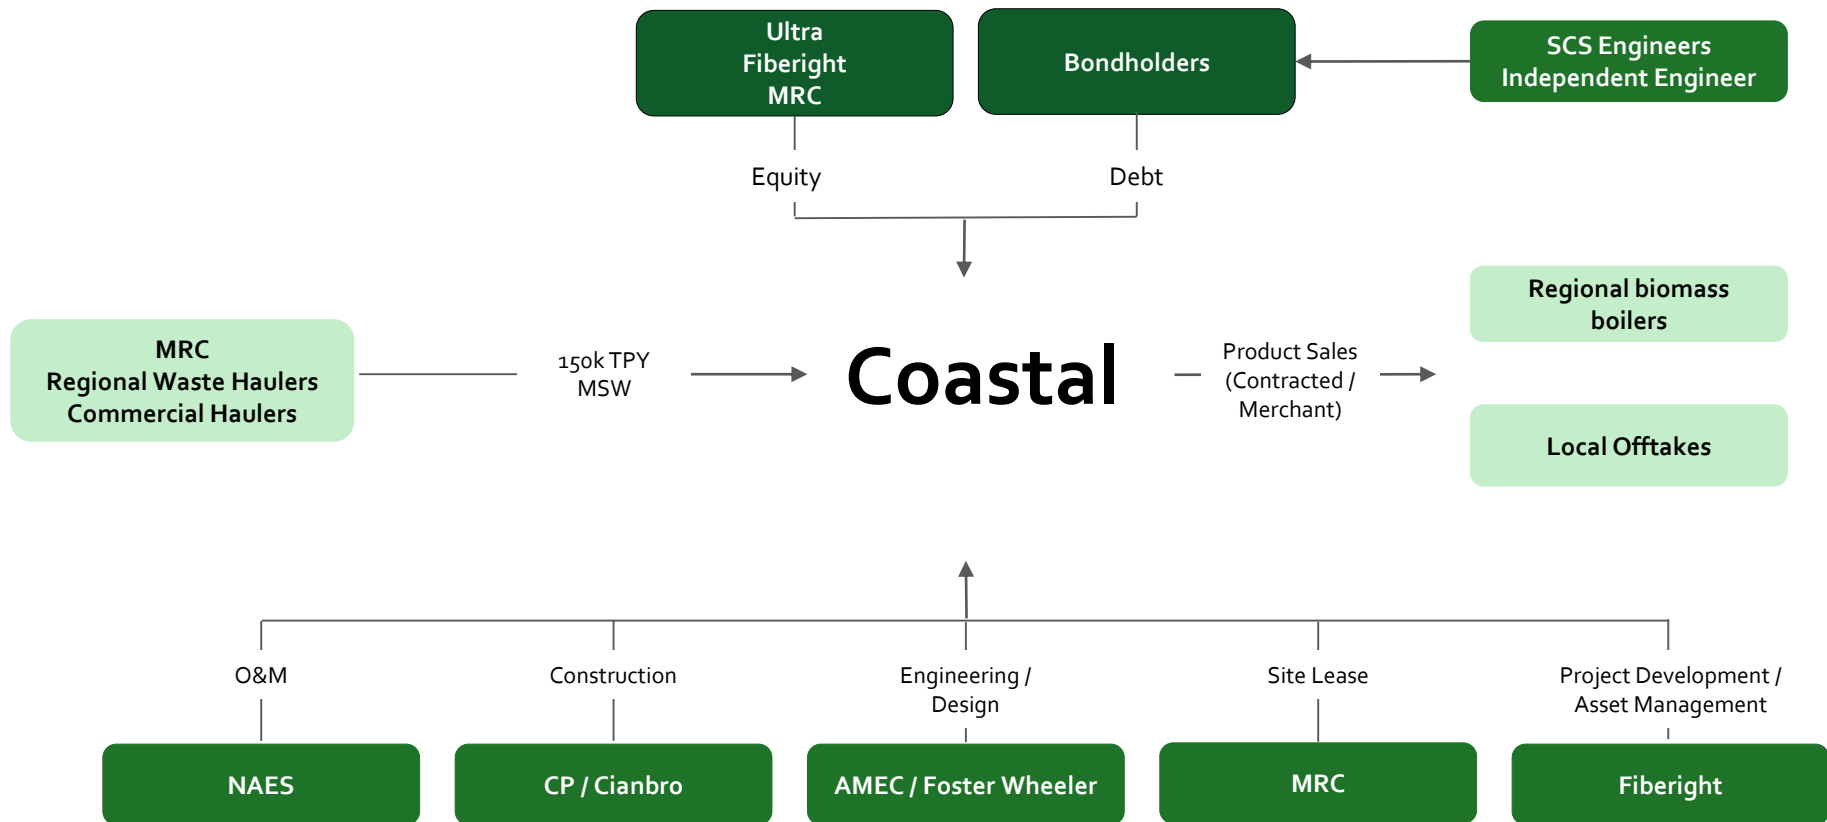 Ultra
Fiberight
MRC
Bondholders
SCS Engineers
Independent Engineer
Equity
Debt
MRC
Regional Waste Haulers
Commercial Haulers
150k TPY
MSW
Coastal
Product Sales
(Contracted /
Merchant)
Regional biomass
boilers
Local Offtakes
O&M
Construction
Engineering /
Design
Site Lease
Project Development /
Asset Management
NAES
CP / Cianbro
AMEC / Foster Wheeler
MRC
Fiberight